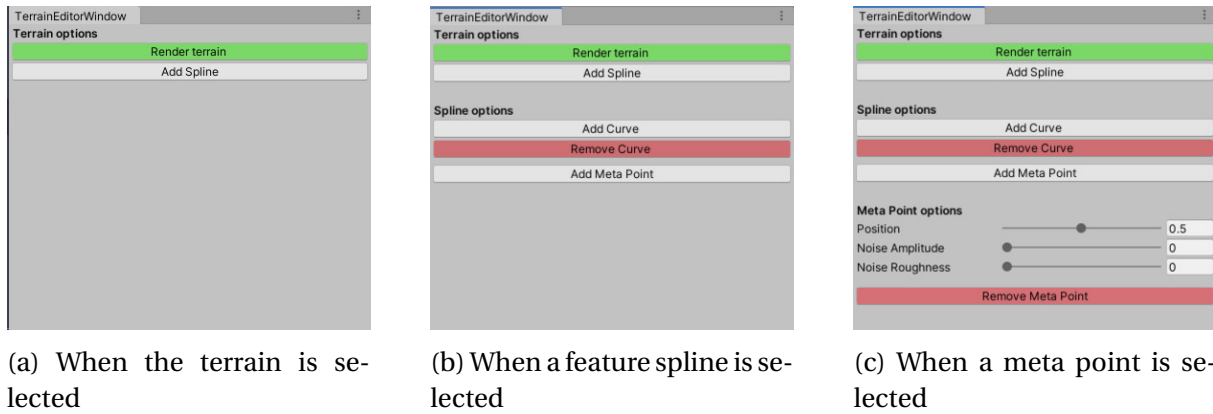 TerrainEditorWindow
Terrain options
Render terrain
Add Spline
(a) When the terrain is se-
lected
TerrainEditorWindow
Terrain options
Render terrain
Add Spline
Spline options
Add Curve
Remove Curve
Add Meta Point
(b) When a feature spline is se-
lected
TerrainEditorWindow
Terrain options
Render terrain
Add Spline
Spline options
Add Curve
Remove Curve
Add Meta Point
Meta Point options
Position 0.5
Noise Amplitude 0
Noise Roughness 0
Remove Meta Point
(c) When a meta point is se-
lected